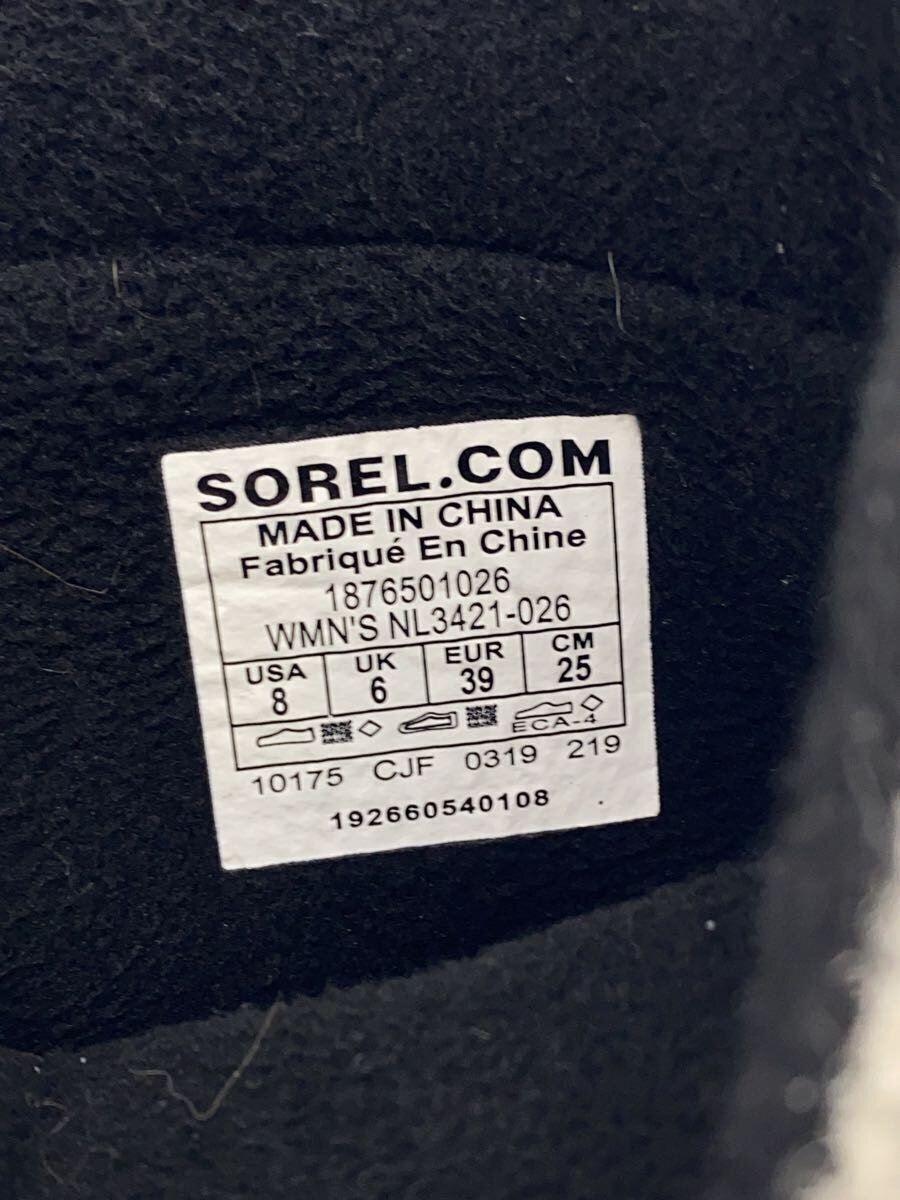 SOREL.COM
MADE IN CHINA
Fabriqué En Chine
1876501026
WMN'S NL3421-026
USA UK EUR CM
8 6 39 25
ECA-4
10175 CJF 0319 219
192660540108